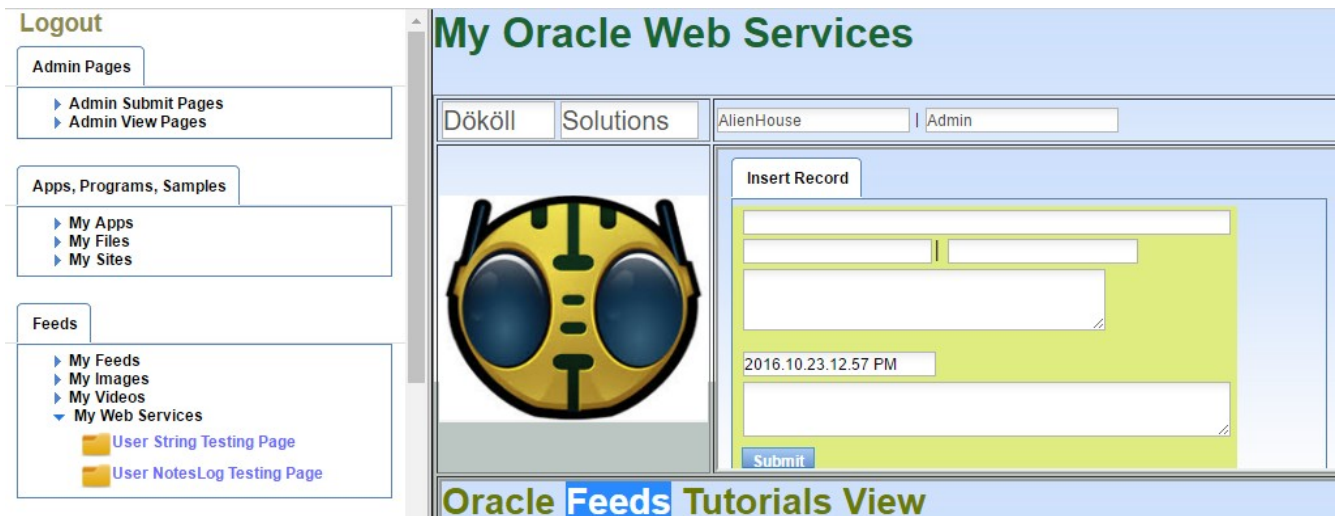 Logout
Admin Pages
Admin Submit Pages
Admin View Pages
Apps, Programs, Samples
My Apps
My Files
My Sites
Feeds
My Feeds
My Images
My Videos
My Web Services
User String Testing Page
User NotesLog Testing Page
My Oracle Web Services
Dököll Solutions AlienHouse | Admin
Insert Record
|
2016.10.23.12.57 PM
Submit
Oracle Feeds Tutorials View